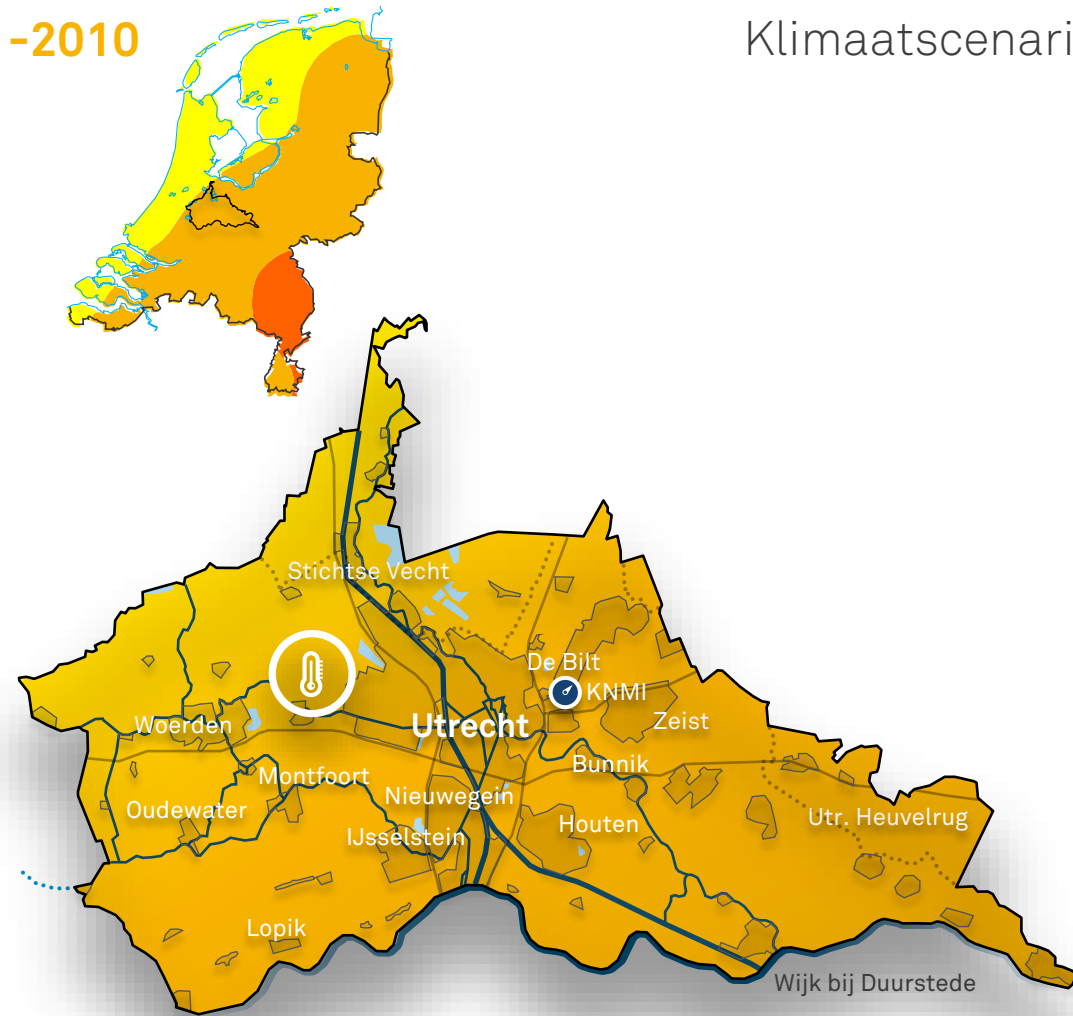 -2010
Klimaatscenari
Stichtse Vecht
De Bilt
KNMI
Woerden
Utrecht
Zeist
Bunnik
Montfoort
Nieuwegein
Oudewater
Houten
Utr. Heuvelrug
IJsselstein
Lopik
Wijk bij Duurstede